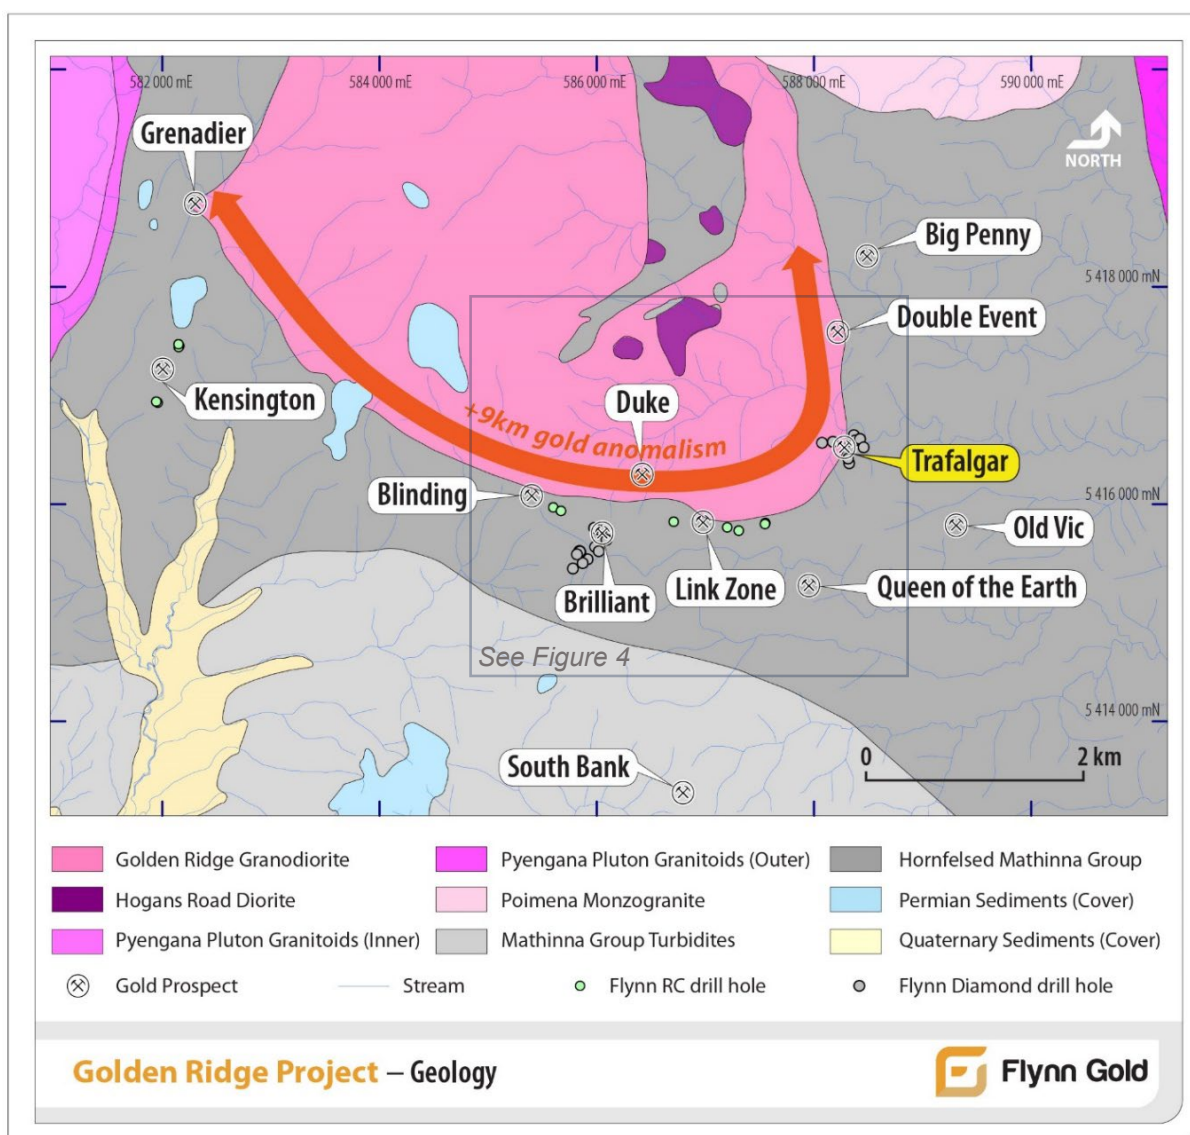 582 000 mE
584 000 mE
586 000 mE
588 000 mE
590 000 mE
Grenadier
NORTH
Big Penny
5 418 000 mN
Double Event
Kensington
Duke
+9km gold anomalism
Trafalgar
Blinding
5 416 000 mN
Old Vic
Brilliant
Link Zone
Queen of the Earth
See Figure 4
5 414 000 mN
0
2 km
South Bank
Golden Ridge Granodiorite
Pyengana Pluton Granitoids (Outer)
Hornfelsed Mathinna Group
Hogans Road Diorite
Poimena Monzogranite
Permian Sediments (Cover)
Pyengana Pluton Granitoids (Inner)
Mathinna Group Turbidites
Quaternary Sediments (Cover)
Gold Prospect
Stream
Flynn RC drill hole
Flynn Diamond drill hole
Golden Ridge Project – Geology
Flynn Gold